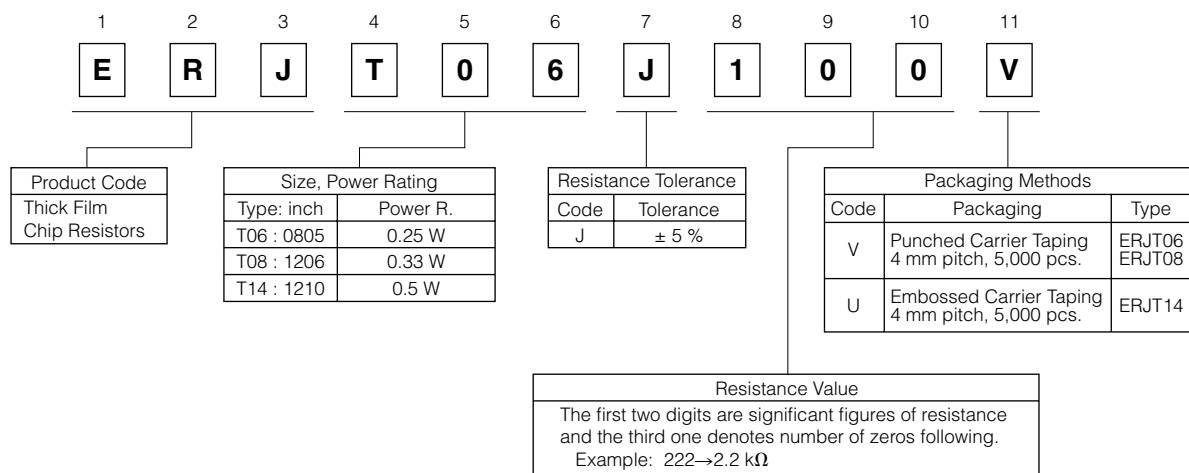 1 2 3 4 5 6 7 8 9 10 11
E R J T 0 6 J 1 0 0 V
Product Code
Thick Film
Chip Resistors
Size, Power Rating
Type: inch Power R.
T06 : 0805 0.25 W
T08 : 1206 0.33 W
T14 : 1210 0.5 W
Resistance Tolerance
Code Tolerance
J ± 5 %
Packaging Methods
Code Packaging Type
V Punched Carrier Taping ERJT06
4 mm pitch, 5,000 pcs. ERJT08
U Embossed Carrier Taping ERJT14
4 mm pitch, 5,000 pcs.
Resistance Value
The first two digits are significant figures of resistance
and the third one denotes number of zeros following.
Example: 222→2.2 kΩ